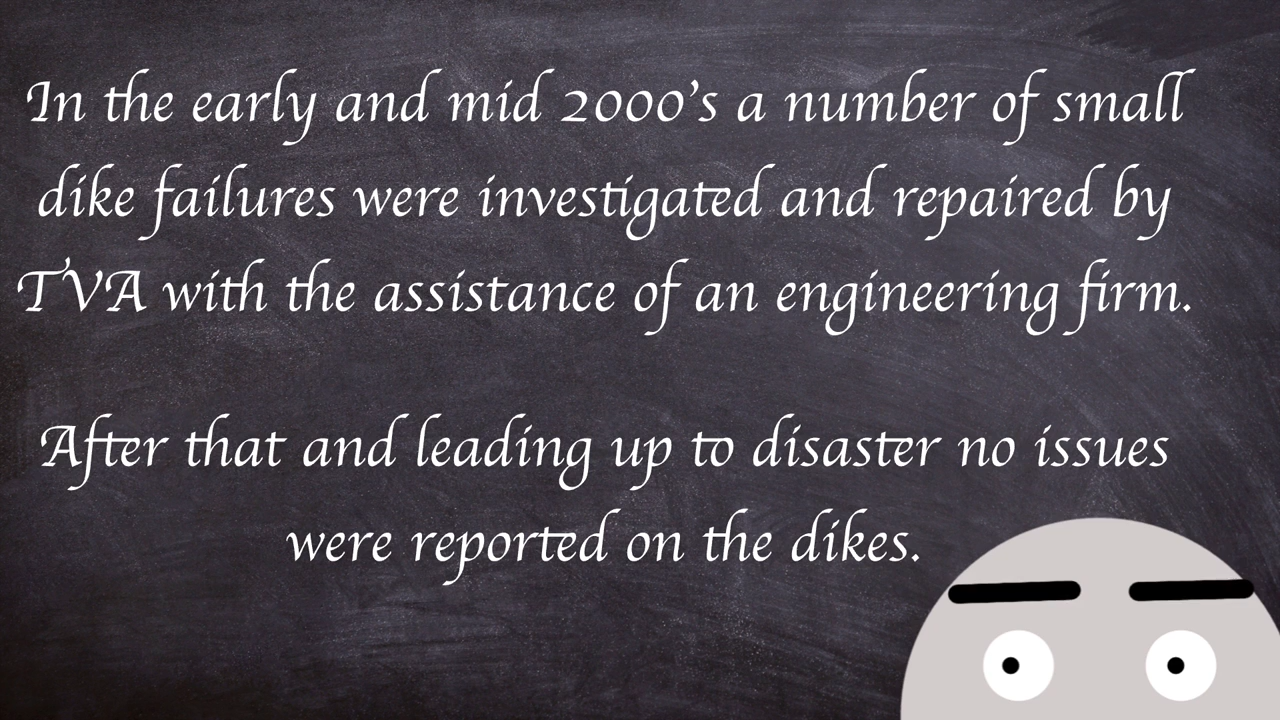 In the early and mid 2000's a number of small
dike failures were investigated and repaired by
TVA with the assistance of an engineering firm.
After that and leading up to disaster no issues
were reported on the dikes.